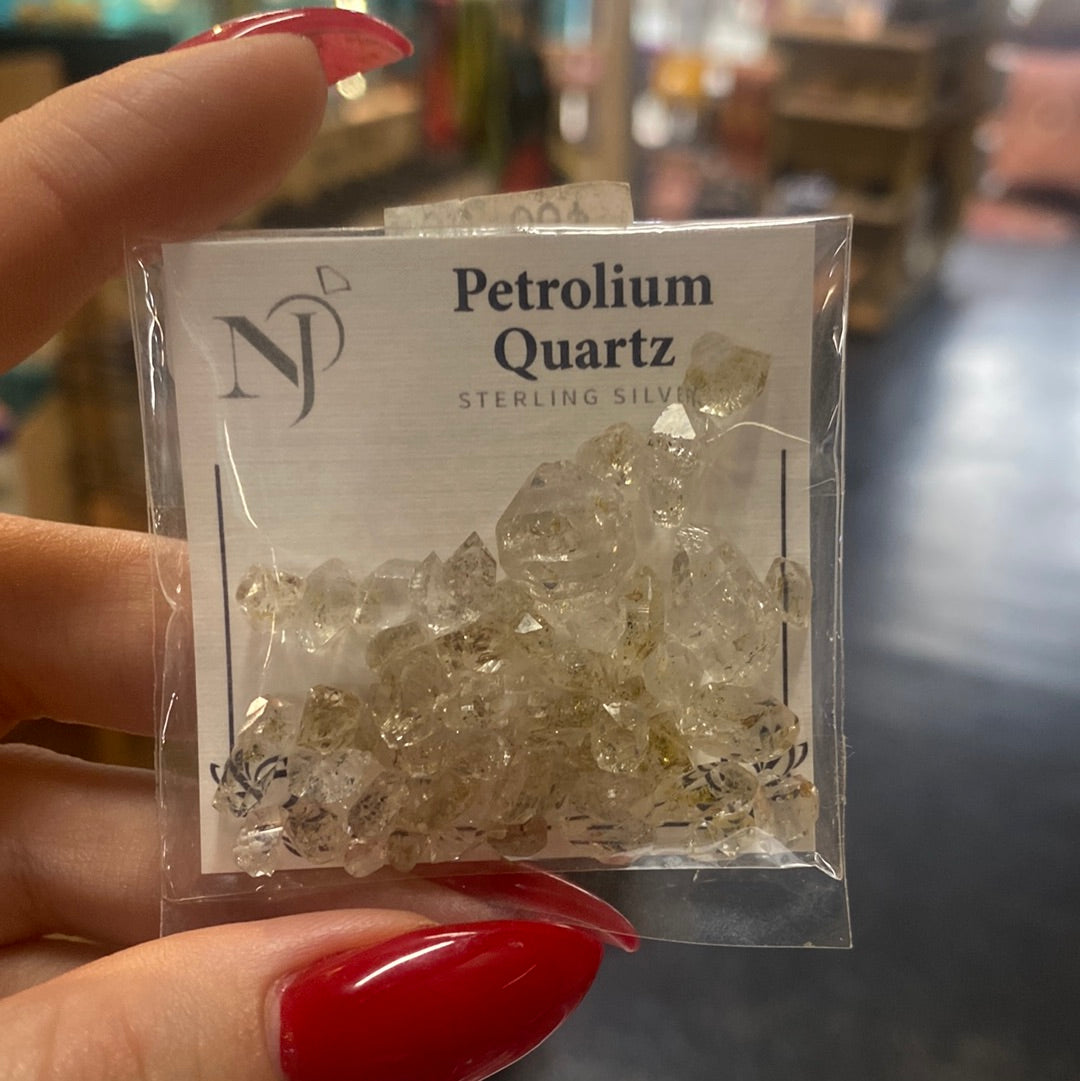 NJ
Petrolium
Quartz
STERLING SILVER